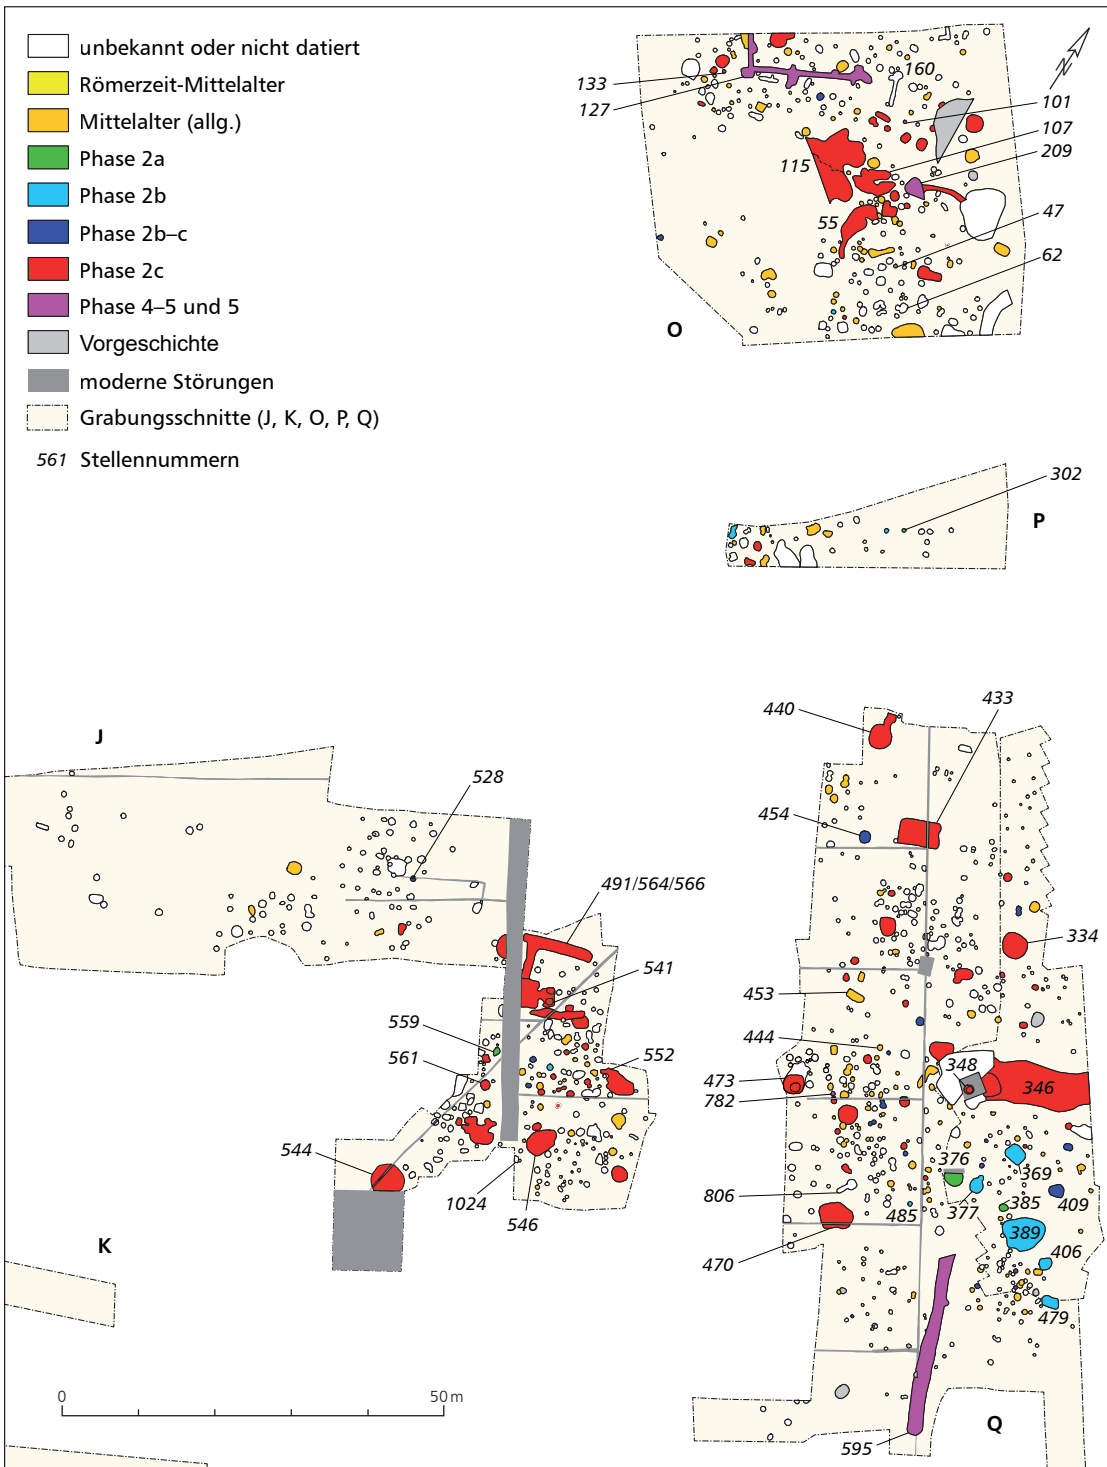 unbekannt oder nicht datiert
Römerzeit-Mittelalter
Mittelalter (allg.)
Phase 2a
Phase 2b
Phase 2b–c
Phase 2c
Phase 4–5 und 5
Vorgeschichte
moderne Störungen
Grabungsschnitte (J, K, O, P, Q)
561 Stellennummern
N
133
127
160
101
107
209
115
55
47
62
O
302
P
J
528
491/564/566
541
559
561
552
544
1024
546
K
0 50 m
440
433
454
334
453
444
473
782
348
346
376
369
377
385
409
389
806
485
406
470
479
595
Q